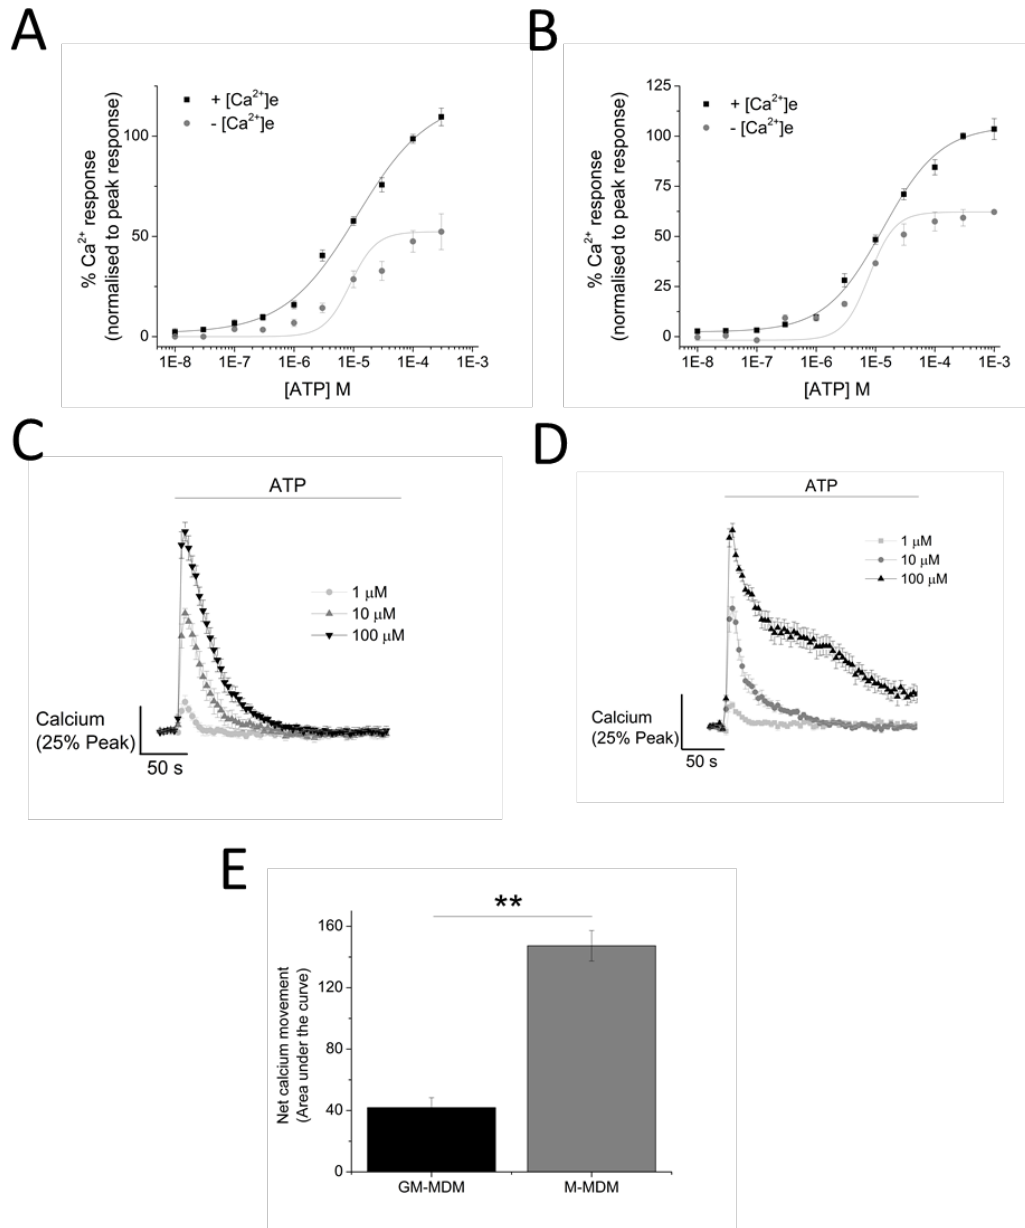 A
B
+ [Ca²⁺]e
- [Ca²⁺]e
% Ca²⁺ response
(normalised to peak response)
100
50
0
1E-8 1E-7 1E-6 1E-5 1E-4 1E-3
[ATP] M
+ [Ca²⁺]e
- [Ca²⁺]e
% Ca²⁺ response
(normalised to peak response)
125
100
75
50
25
0
1E-8 1E-7 1E-6 1E-5 1E-4 1E-3
[ATP] M
C
ATP
1 μM
10 μM
100 μM
Calcium
(25% Peak)
50 s
D
ATP
1 μM
10 μM
100 μM
Calcium
(25% Peak)
50 s
E
**
Net calcium movement
(Area under the curve)
160
120
80
40
0
GM-MDM M-MDM